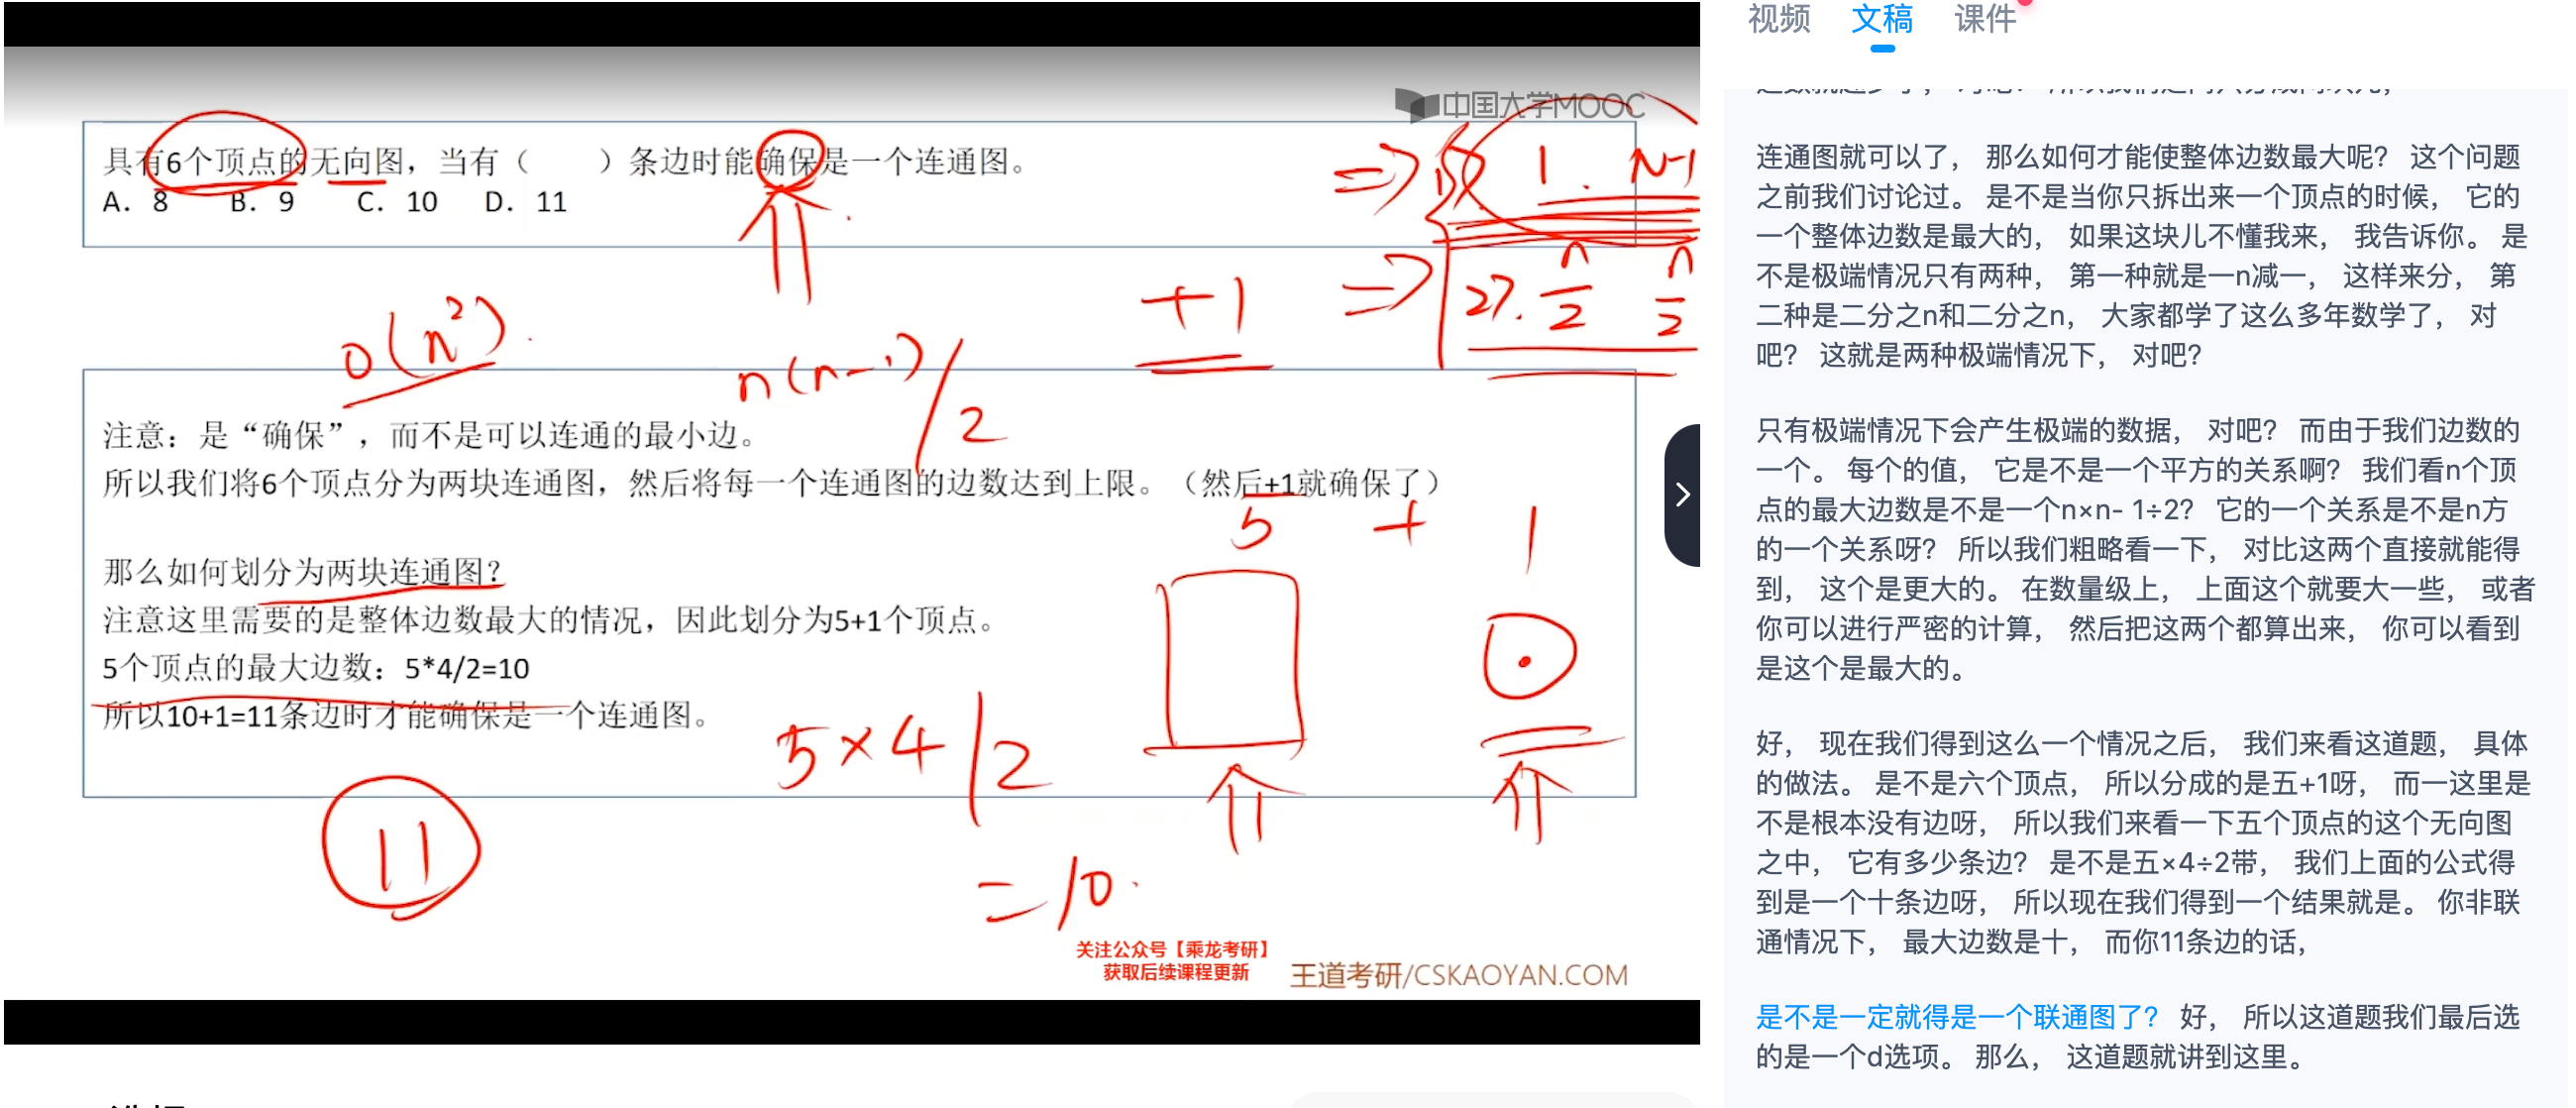 中国大学MOOC
具有6个顶点的无向图，当有（　　）条边时能确保是一个连通图。
A. 8　B. 9　C. 10　D. 11
=> 1. N-1
=> 27. n/2 n/2
O(n²).
n(n-1)/2
+1
注意：是“确保”，而不是可以连通的最小边。
所以我们将6个顶点分为两块连通图，然后将每一个连通图的边数达到上限。（然后+1就确保了）
5 + 1
那么如何划分为两块连通图？
注意这里需要的是整体边数最大的情况，因此划分为5+1个顶点。
5个顶点的最大边数：5*4/2=10
所以10+1=11条边时才能确保是一个连通图。
5×4/2
=10.
11
关注公众号【乘龙考研】
获取后续课程更新
王道考研/CSKAOYAN.COM
视频 文稿 课件
连通图就可以了， 那么如何才能使整体边数最大呢？ 这个问题
之前我们讨论过。 是不是当你只拆出来一个顶点的时候， 它的
一个整体边数是最大的， 如果这块儿不懂我来， 我告诉你。 是
不是极端情况只有两种， 第一种就是一n减一， 这样来分， 第
二种是二分之n和二分之n， 大家都学了这么多年数学了， 对
吧？ 这就是两种极端情况下， 对吧？
只有极端情况下会产生极端的数据， 对吧？ 而由于我们边数的
一个。 每个的值， 它是不是一个平方的关系啊？ 我们看n个顶
点的最大边数是不是一个n×n- 1÷2？ 它的一个关系是不是n方
的一个关系呀？ 所以我们粗略看一下， 对比这两个直接就能得
到， 这个是更大的。 在数量级上， 上面这个就要大一些， 或者
你可以进行严密的计算， 然后把这两个都算出来， 你可以看到
是这个是最大的。
好， 现在我们得到这么一个情况之后， 我们来看这道题， 具体
的做法。 是不是六个顶点， 所以分成的是五+1呀， 而一这里是
不是根本没有边呀， 所以我们来看一下五个顶点的这个无向图
之中， 它有多少条边？ 是不是五×4÷2带， 我们上面的公式得
到是一个十条边呀， 所以现在我们得到一个结果就是。 你非联
通情况下， 最大边数是十， 而你11条边的话，
是不是一定就得是一个联通图了？ 好， 所以这道题我们最后选
的是一个d选项。 那么， 这道题就讲到这里。